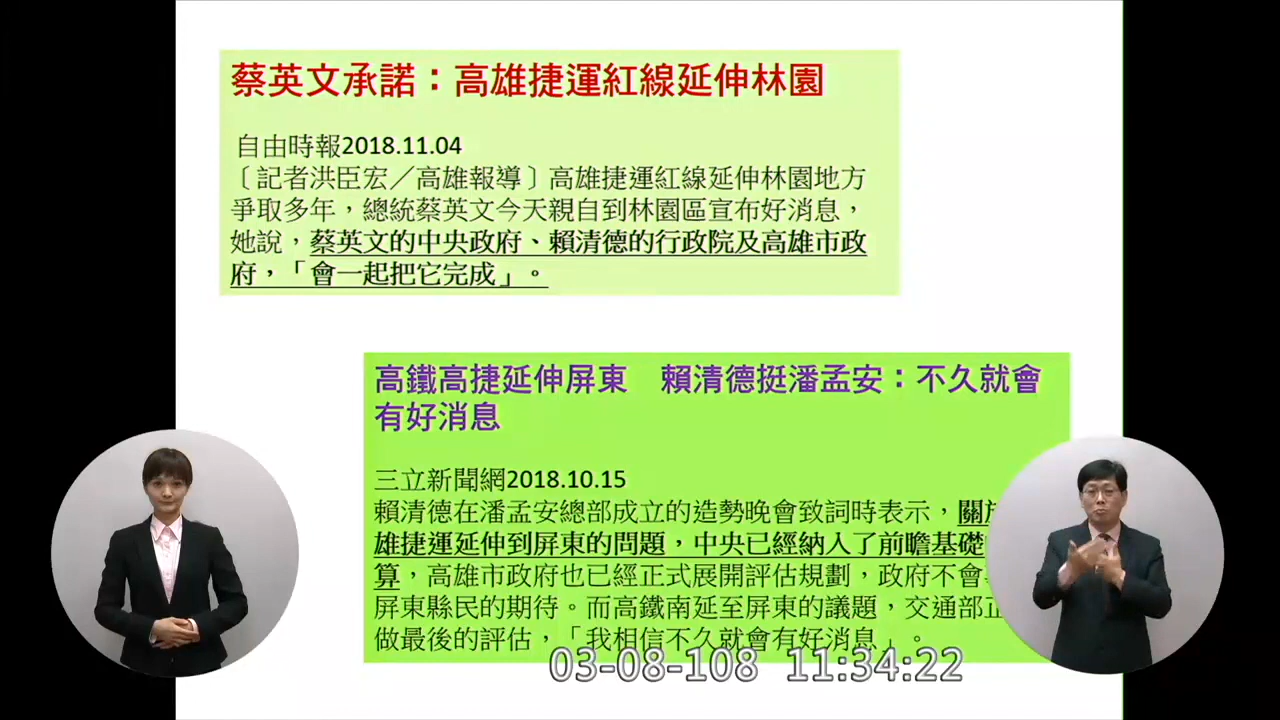 蔡英文承諾：高雄捷運紅線延伸林園
自由時報2018.11.04
〔記者洪臣宏／高雄報導〕高雄捷運紅線延伸林園地方
爭取多年，總統蔡英文今天親自到林園區宣布好消息，
她說，蔡英文的中央政府、賴清德的行政院及高雄市政
府，「會一起把它完成」。
高鐵高捷延伸屏東　賴清德挺潘孟安：不久就會
有好消息
三立新聞網2018.10.15
賴清德在潘孟安總部成立的造勢晚會致詞時表示，關
雄捷運延伸到屏東的問題，中央已經納入了前瞻基礎
算，高雄市政府也已經正式展開評估規劃，政府不會
屏東縣民的期待。而高鐵南延至屏東的議題，交通部正
做最後的評估，「我相信不久就會有好消息」。
03-08-108 11:34:22